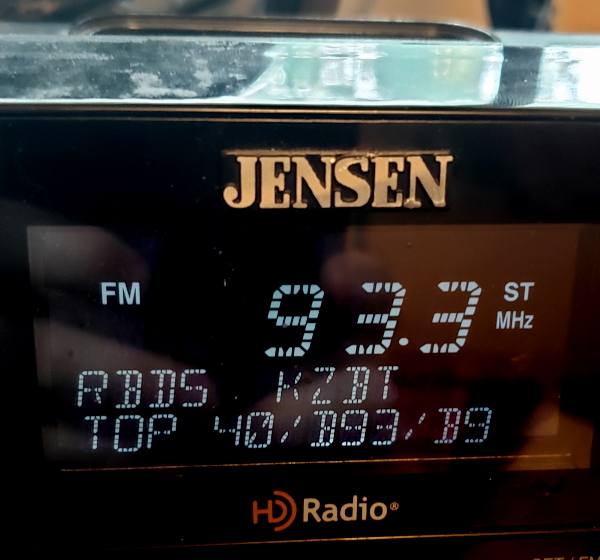 JENSEN
FM 93.3 ST
MHz
RBDS KZBT
TOP 40/B93/B9
HD Radio®